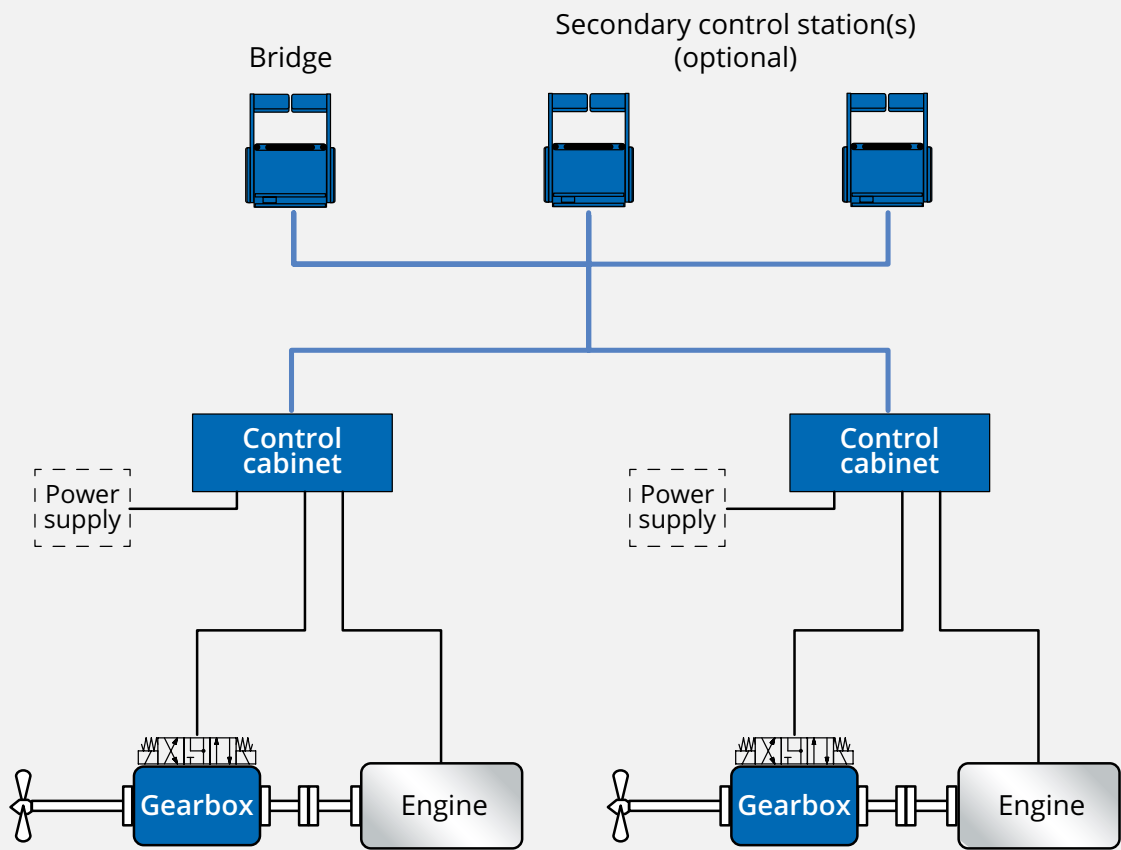 Secondary control station(s)
(optional)
Bridge
Control
cabinet
Control
cabinet
Power
supply
Power
supply
Gearbox
Engine
Gearbox
Engine